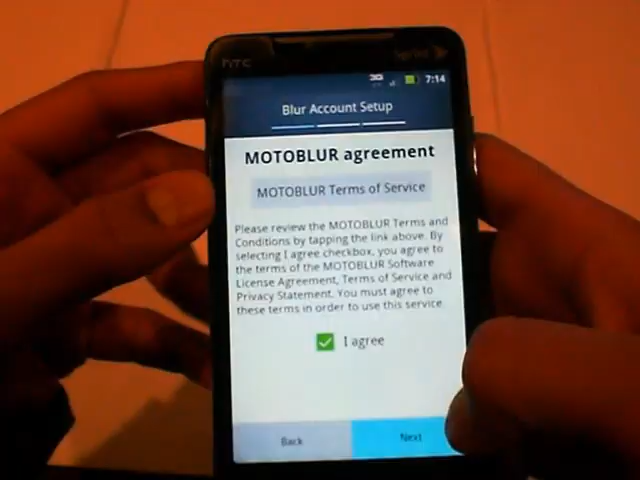 hTC Sprint
3G 7:14
Blur Account Setup
MOTOBLUR agreement
MOTOBLUR Terms of Service
Please review the MOTOBLUR Terms and
Conditions by tapping the link above. By
selecting I agree checkbox, you agree to
the terms of the MOTOBLUR Software
License Agreement, Terms of Service and
Privacy Statement. You must agree to
these terms in order to use this service.
I agree
Back Next